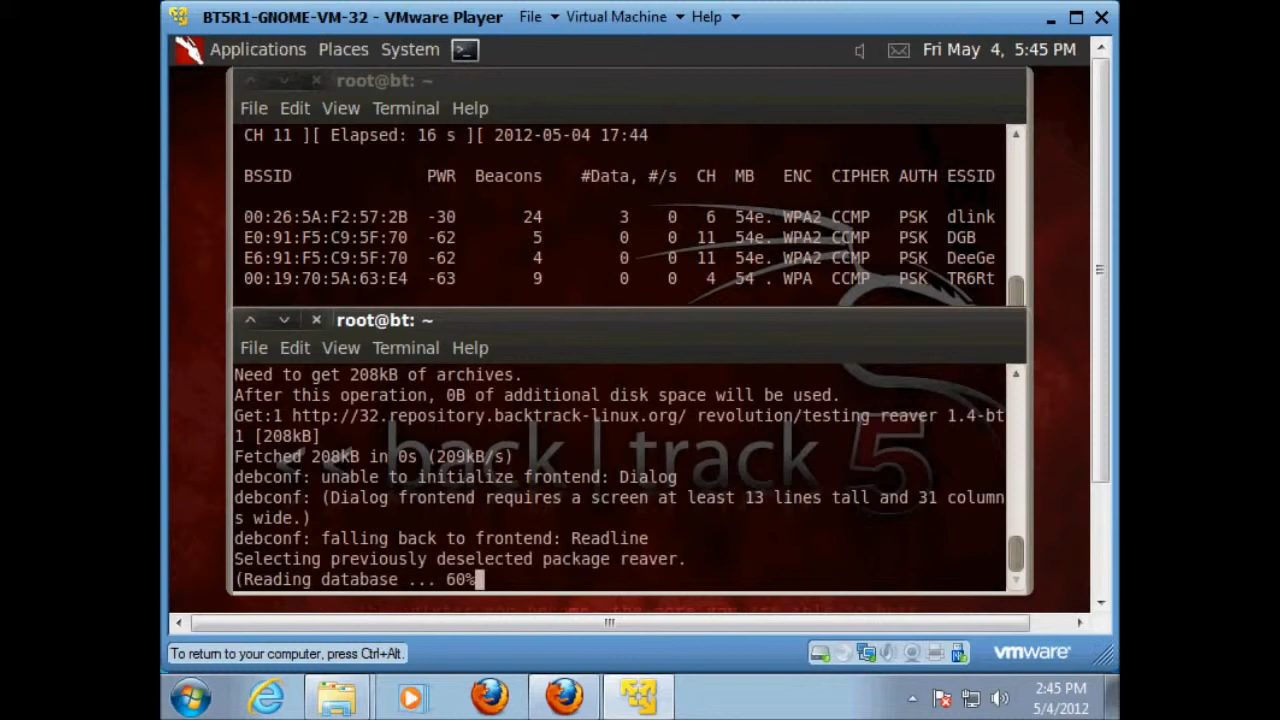 BT5R1-GNOME-VM-32 - VMware Player File Virtual Machine Help
Applications Places System Fri May 4, 5:45 PM
root@bt: ~
File Edit View Terminal Help
CH 11 ][ Elapsed: 16 s ][ 2012-05-04 17:44
BSSID PWR Beacons #Data, #/s CH MB ENC CIPHER AUTH ESSID
00:26:5A:F2:57:2B -30 24 3 0 6 54e. WPA2 CCMP PSK dlink
E0:91:F5:C9:5F:70 -62 5 0 0 11 54e. WPA2 CCMP PSK DGB
E6:91:F5:C9:5F:70 -62 4 0 0 11 54e. WPA2 CCMP PSK DeeGe
00:19:70:5A:63:E4 -63 9 0 0 4 54 . WPA CCMP PSK TR6Rt
root@bt: ~
File Edit View Terminal Help
Need to get 208kB of archives.
After this operation, 0B of additional disk space will be used.
Get:1 http://32.repository.backtrack-linux.org/ revolution/testing reaver 1.4-bt
1 [208kB]
Fetched 208kB in 0s (209kB/s)
debconf: unable to initialize frontend: Dialog
debconf: (Dialog frontend requires a screen at least 13 lines tall and 31 column
s wide.)
debconf: falling back to frontend: Readline
Selecting previously deselected package reaver.
(Reading database ... 60%
<< back | track 5
To return to your computer, press Ctrl+Alt.
vmware
2:45 PM
5/4/2012